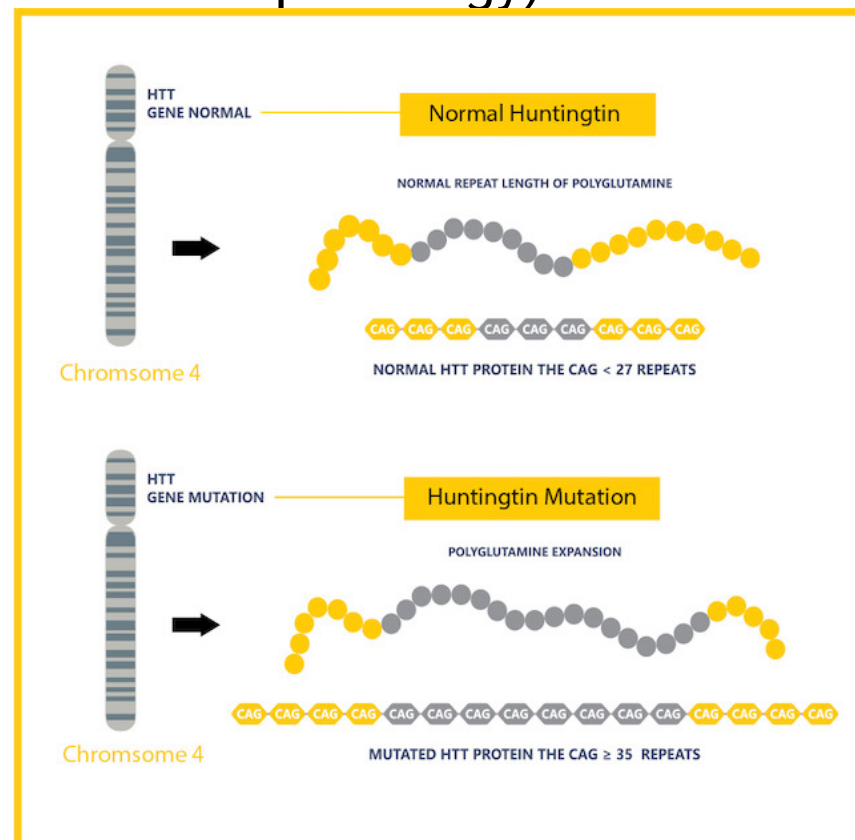 HTT
GENE NORMAL
Normal Huntingtin
NORMAL REPEAT LENGTH OF POLYGLUTAMINE
CAG CAG CAG CAG CAG CAG CAG CAG CAG
NORMAL HTT PROTEIN THE CAG < 27 REPEATS
Chromsome 4
HTT
GENE MUTATION
Huntingtin Mutation
POLYGLUTAMINE EXPANSION
CAG CAG CAG CAG CAG CAG CAG CAG CAG CAG CAG CAG CAG CAG CAG CAG
MUTATED HTT PROTEIN THE CAG ≥ 35 REPEATS
Chromsome 4